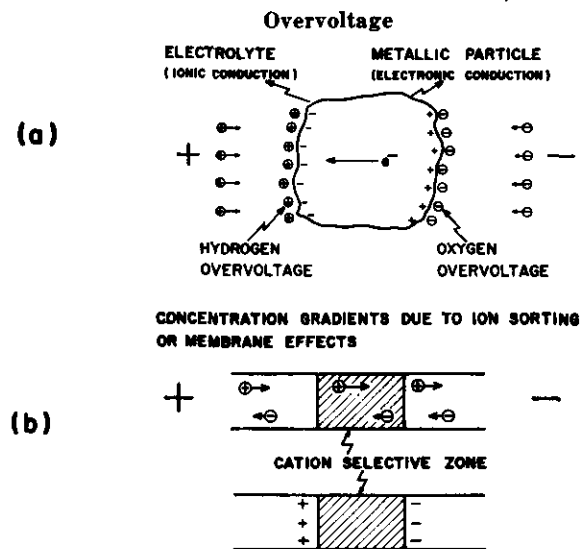 Overvoltage
ELECTROLYTE
(IONIC CONDUCTION)
METALLIC PARTICLE
(ELECTRONIC CONDUCTION)
(a)
+
e-
−
HYDROGEN
OVERVOLTAGE
OXYGEN
OVERVOLTAGE
CONCENTRATION GRADIENTS DUE TO ION SORTING
OR MEMBRANE EFFECTS
(b)
+
−
CATION SELECTIVE ZONE